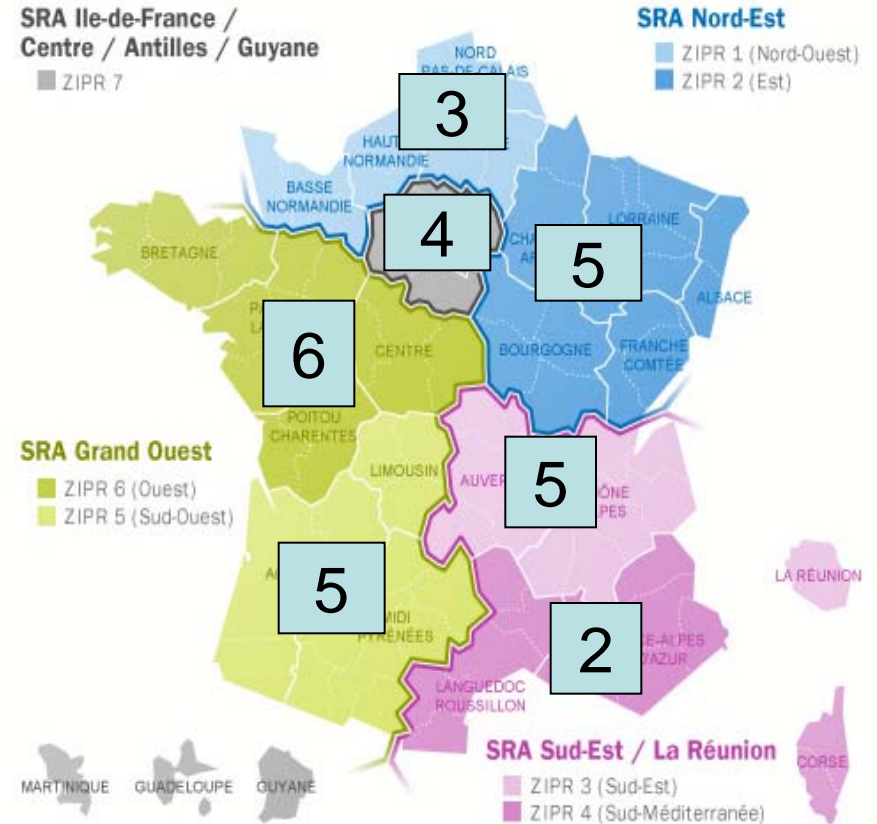 SRA Ile-de-France /
Centre / Antilles / Guyane
ZIPR 7
SRA Nord-Est
ZIPR 1 (Nord-Ouest)
ZIPR 2 (Est)
NORD
PAS-DE-CALAIS
3
HAUTE
NORMANDIE
BASSE
NORMANDIE
4
LORRAINE
5
BRETAGNE
ALSACE
6
CENTRE
BOURGOGNE
FRANCHE
COMTÉE
POITOU
CHARENTES
SRA Grand Ouest
ZIPR 6 (Ouest)
ZIPR 5 (Sud-Ouest)
LIMOUSIN
5
5
MIDI
PYRÉNÉES
LA RÉUNION
2
LANGUEDOC
ROUSSILLON
SRA Sud-Est / La Réunion
ZIPR 3 (Sud-Est)
ZIPR 4 (Sud-Méditerranée)
CORSE
MARTINIQUE
GUADELOUPE
GUYANE